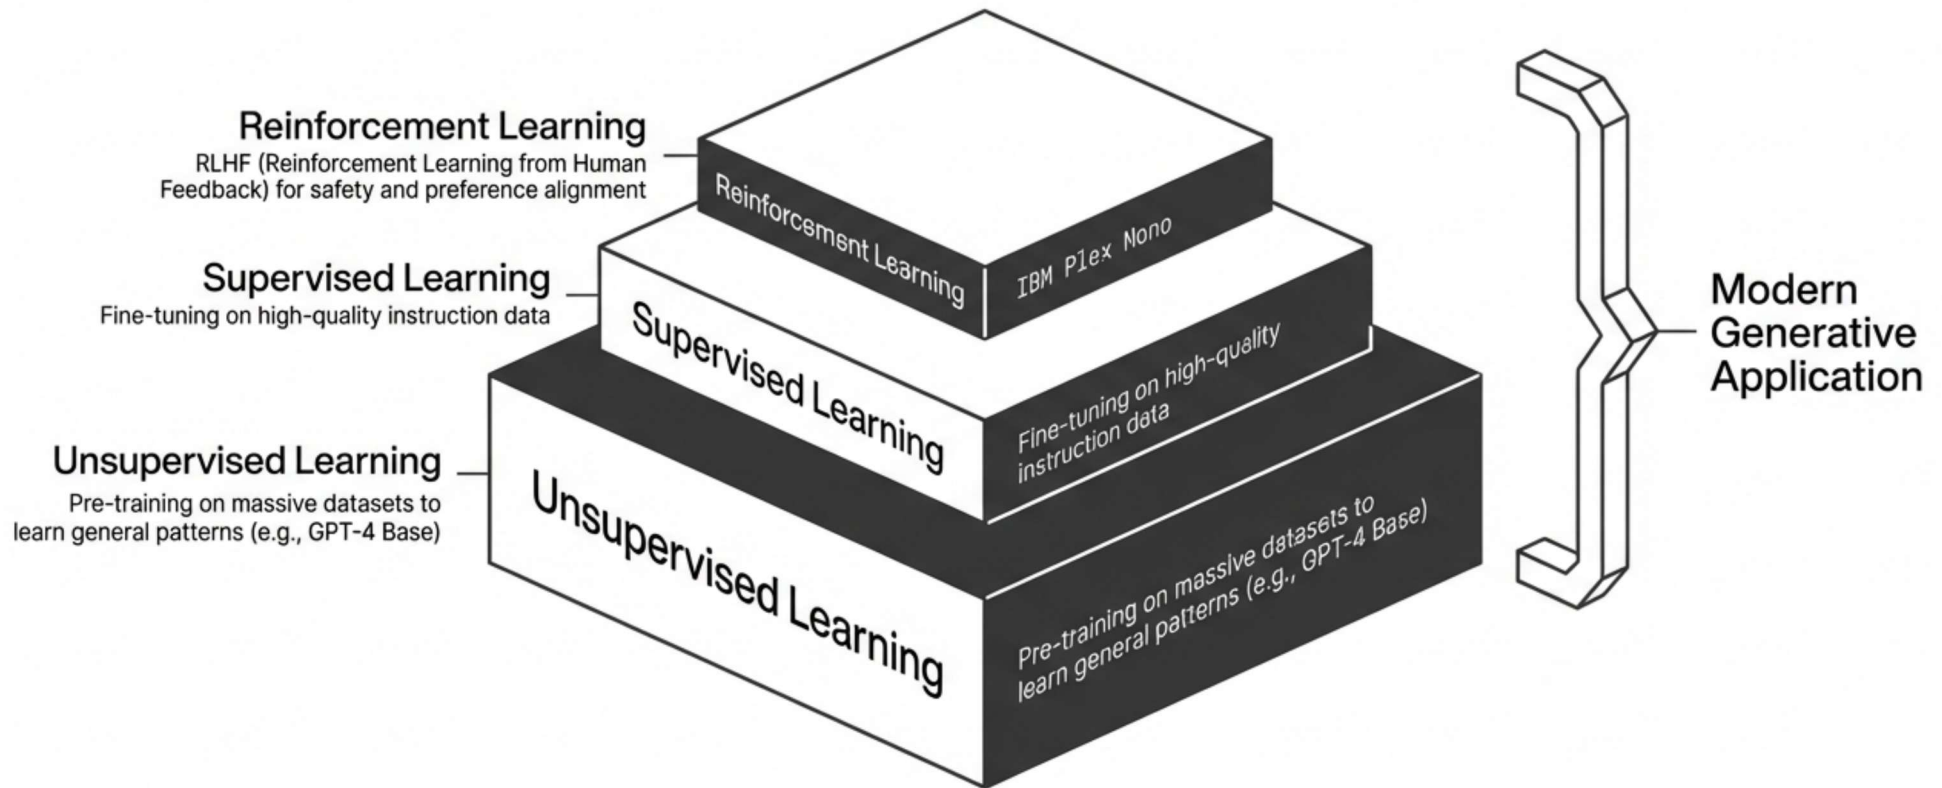 Reinforcement Learning
RLHF (Reinforcement Learning from Human
Feedback) for safety and preference alignment
Supervised Learning
Fine-tuning on high-quality instruction data
Unsupervised Learning
Pre-training on massive datasets to
learn general patterns (e.g., GPT-4 Base)
Reinforcsmsnt Learning
IBM Plex Mono
Supervised Learning
Fine-tuning on high-quality
instruction data
Unsupervised Learning
Pre-training on massive datasets to
learn general patterns (e.g., GPT-4 Base)
Modern
Generative
Application